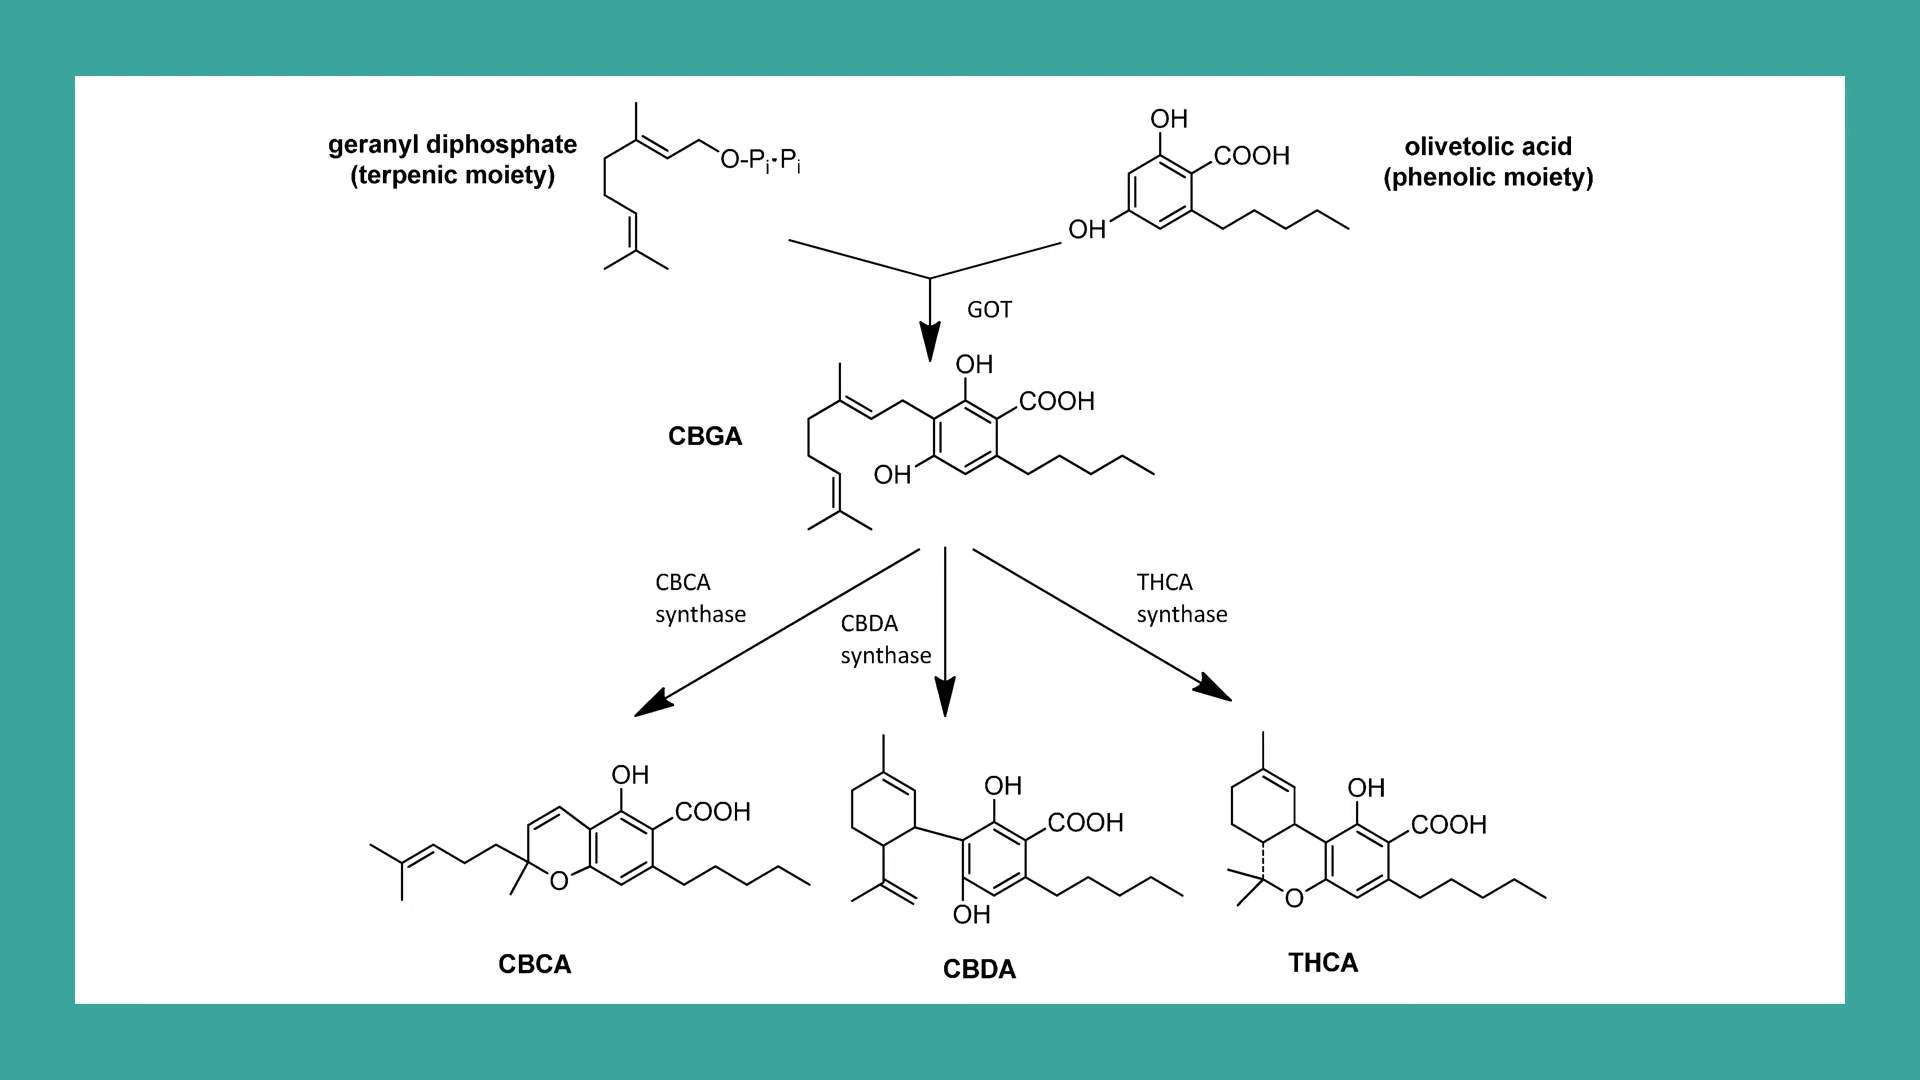 geranyl diphosphate
(terpenic moiety)
O-Pi·Pi
OH
COOH
OH
olivetolic acid
(phenolic moiety)
GOT
CBGA
OH
COOH
OH
CBCA
synthase
CBDA
synthase
THCA
synthase
OH
COOH
O
OH
COOH
OH
OH
COOH
O
CBCA
CBDA
THCA